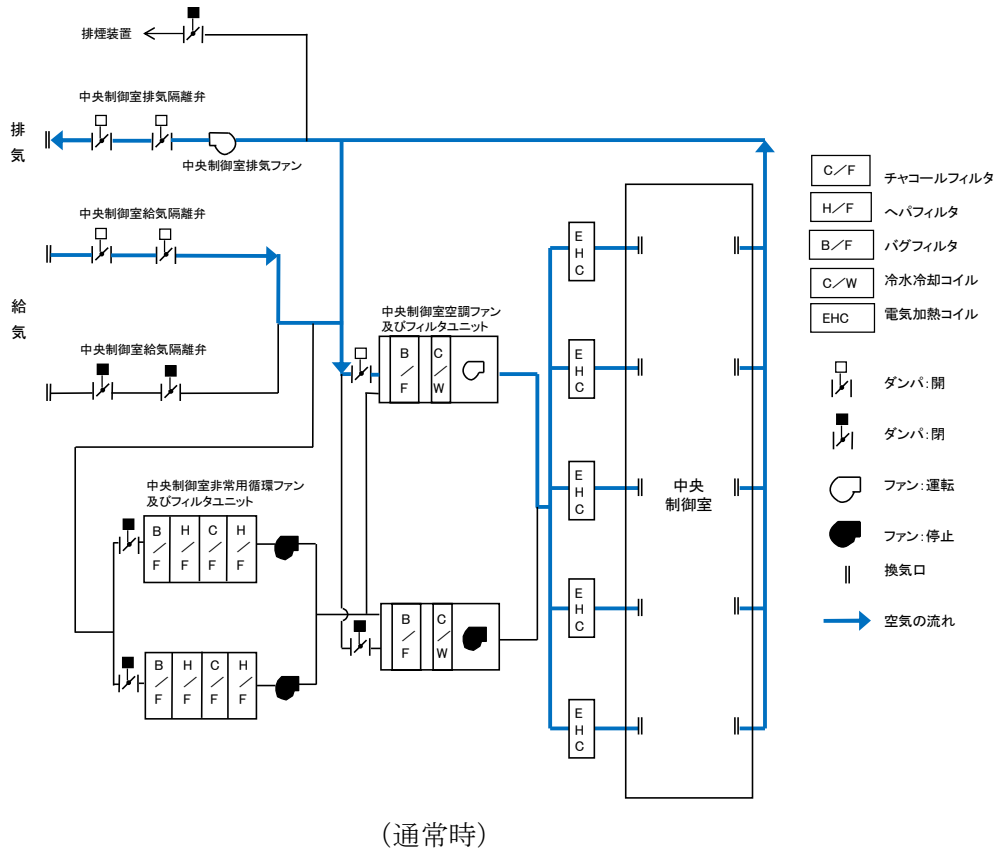 排煙装置
中央制御室排気隔離弁
排
気
中央制御室排気ファン
中央制御室給気隔離弁
給
気
中央制御室給気隔離弁
中央制御室空調ファン
及びフィルタユニット
B/F
C/W
中央制御室非常用循環ファン
及びフィルタユニット
B/F
H/F
C/F
H/F
B/F
H/F
C/F
H/F
B/F
C/W
EHC
EHC
EHC
EHC
EHC
中央
制御室
C/F チャコールフィルタ
H/F ヘパフィルタ
B/F バグフィルタ
C/W 冷水冷却コイル
EHC 電気加熱コイル
ダンパ:開
ダンパ:閉
ファン:運転
ファン:停止
換気口
空気の流れ
(通常時)